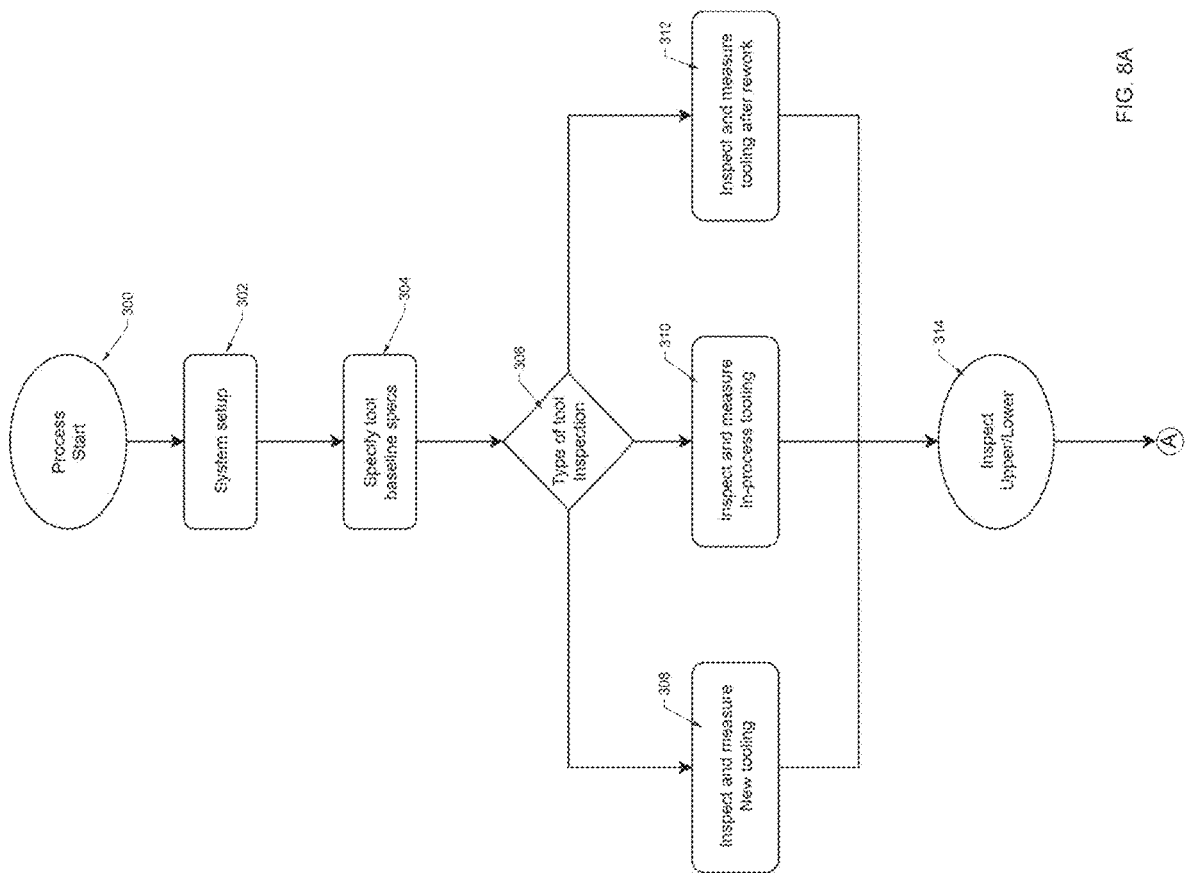 Process
Start
300
System setup
302
Specify tool
baseline specs
304
Type of tool
Inspection
306
Inspect and measure
New tooling
308
Inspect and measure
in-process tooling
310
Inspect and measure
tooling after rework
312
Inspect
Upper/Lower
314
A
FIG. 8A